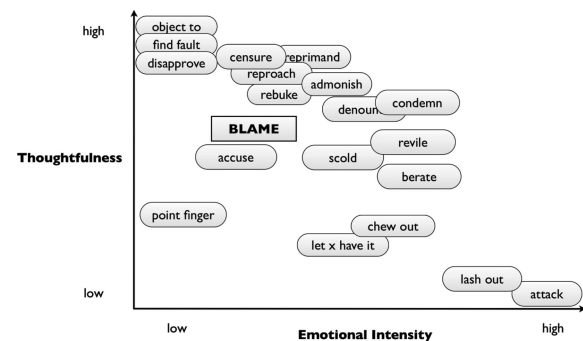 high
object to
find fault
disapprove
censure
reprimand
reproach
admonish
rebuke
denoun
condemn
BLAME
revile
Thoughtfulness
accuse
scold
berate
point finger
chew out
let x have it
lash out
low
attack
low
Emotional Intensity
high